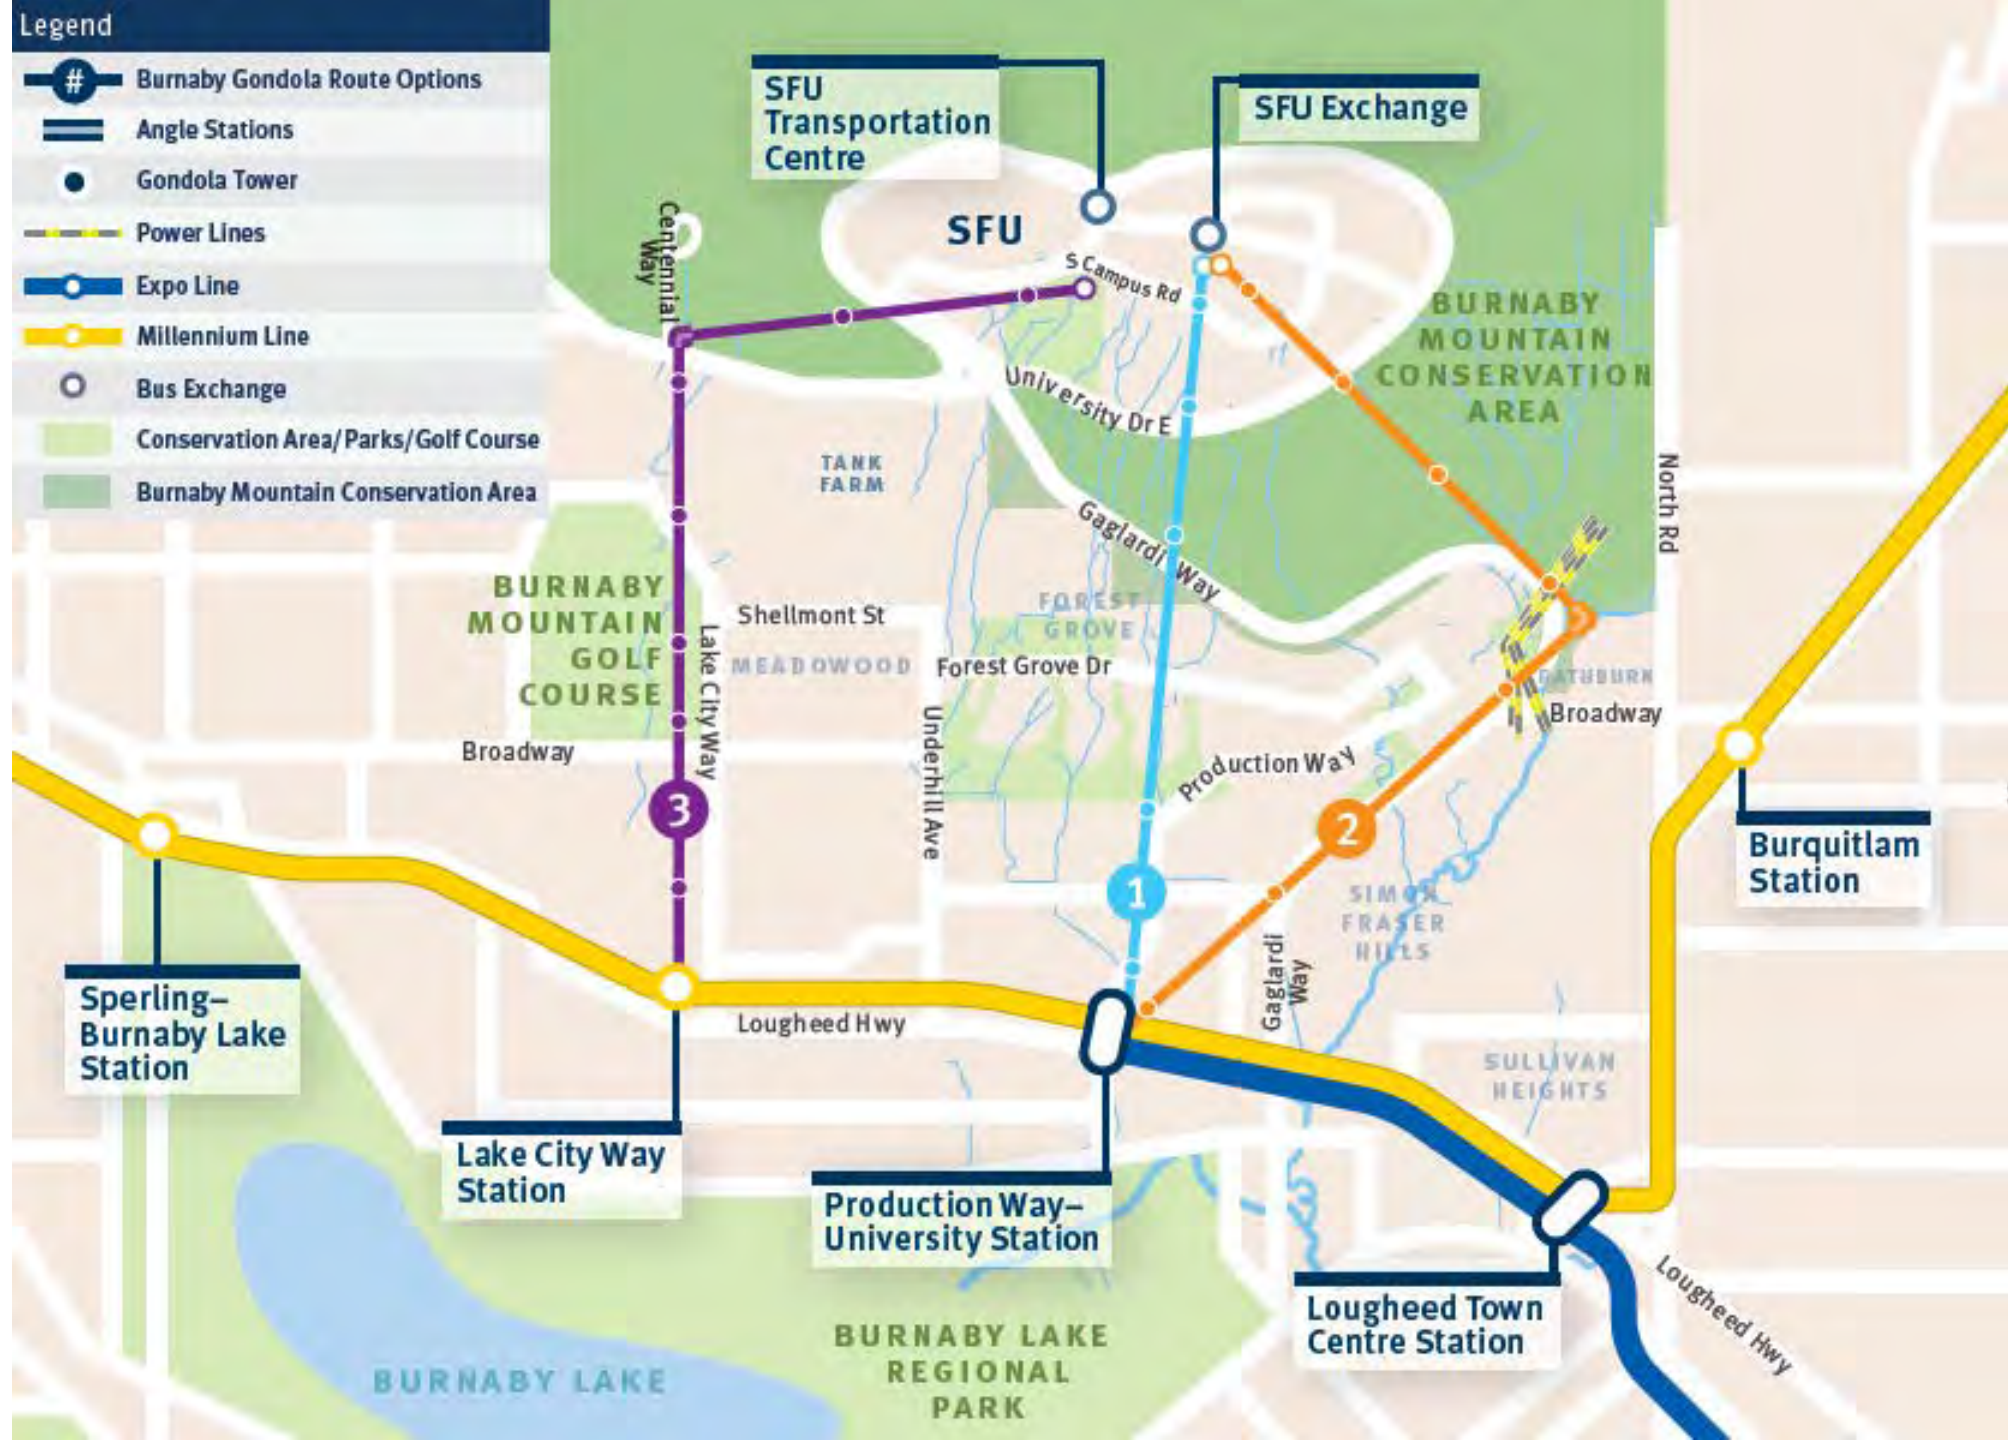 Legend
#
Burnaby Gondola Route Options
Angle Stations
Gondola Tower
Power Lines
Expo Line
Millennium Line
Bus Exchange
Conservation Area/Parks/Golf Course
Burnaby Mountain Conservation Area
SFU
Transportation
Centre
SFU Exchange
SFU
Centennial
Way
S Campus Rd
University Dr E
BURNABY
MOUNTAIN
CONSERVATION
AREA
TANK
FARM
North Rd
Gaglardi Way
BURNABY
MOUNTAIN
GOLF
COURSE
Shellmont St
FOREST
GROVE
MEADOWOOD
Forest Grove Dr
Lake City Way
Broadway
Underhill Ave
Production Way
Broadway
3
2
1
SIMON
FRASER
HILLS
Gaglardi
Way
Burquitlam
Station
Sperling–
Burnaby Lake
Station
Lougheed Hwy
SULLIVAN
HEIGHTS
Lake City Way
Station
Production Way–
University Station
Lougheed Town
Centre Station
Lougheed Hwy
BURNABY LAKE
BURNABY LAKE
REGIONAL
PARK